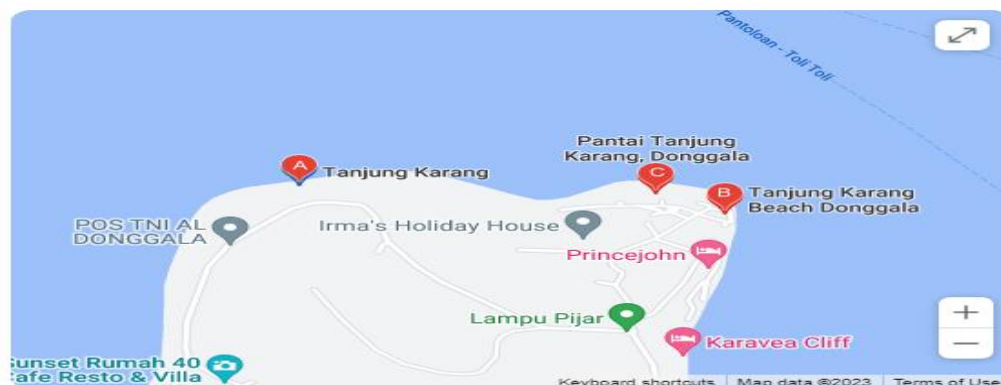 Pantoloan - Toli Toli
Pantai Tanjung
Karang, Donggala
A
Tanjung Karang
C
B
Tanjung Karang
Beach Donggala
POS TNI AL
DONGGALA
Irma's Holiday House
Princejohn
Lampu Pijar
Karavea Cliff
Sunset Rumah 40
Cafe Resto & Villa
Keyboard shortcuts
Map data ©2023
Terms of Use